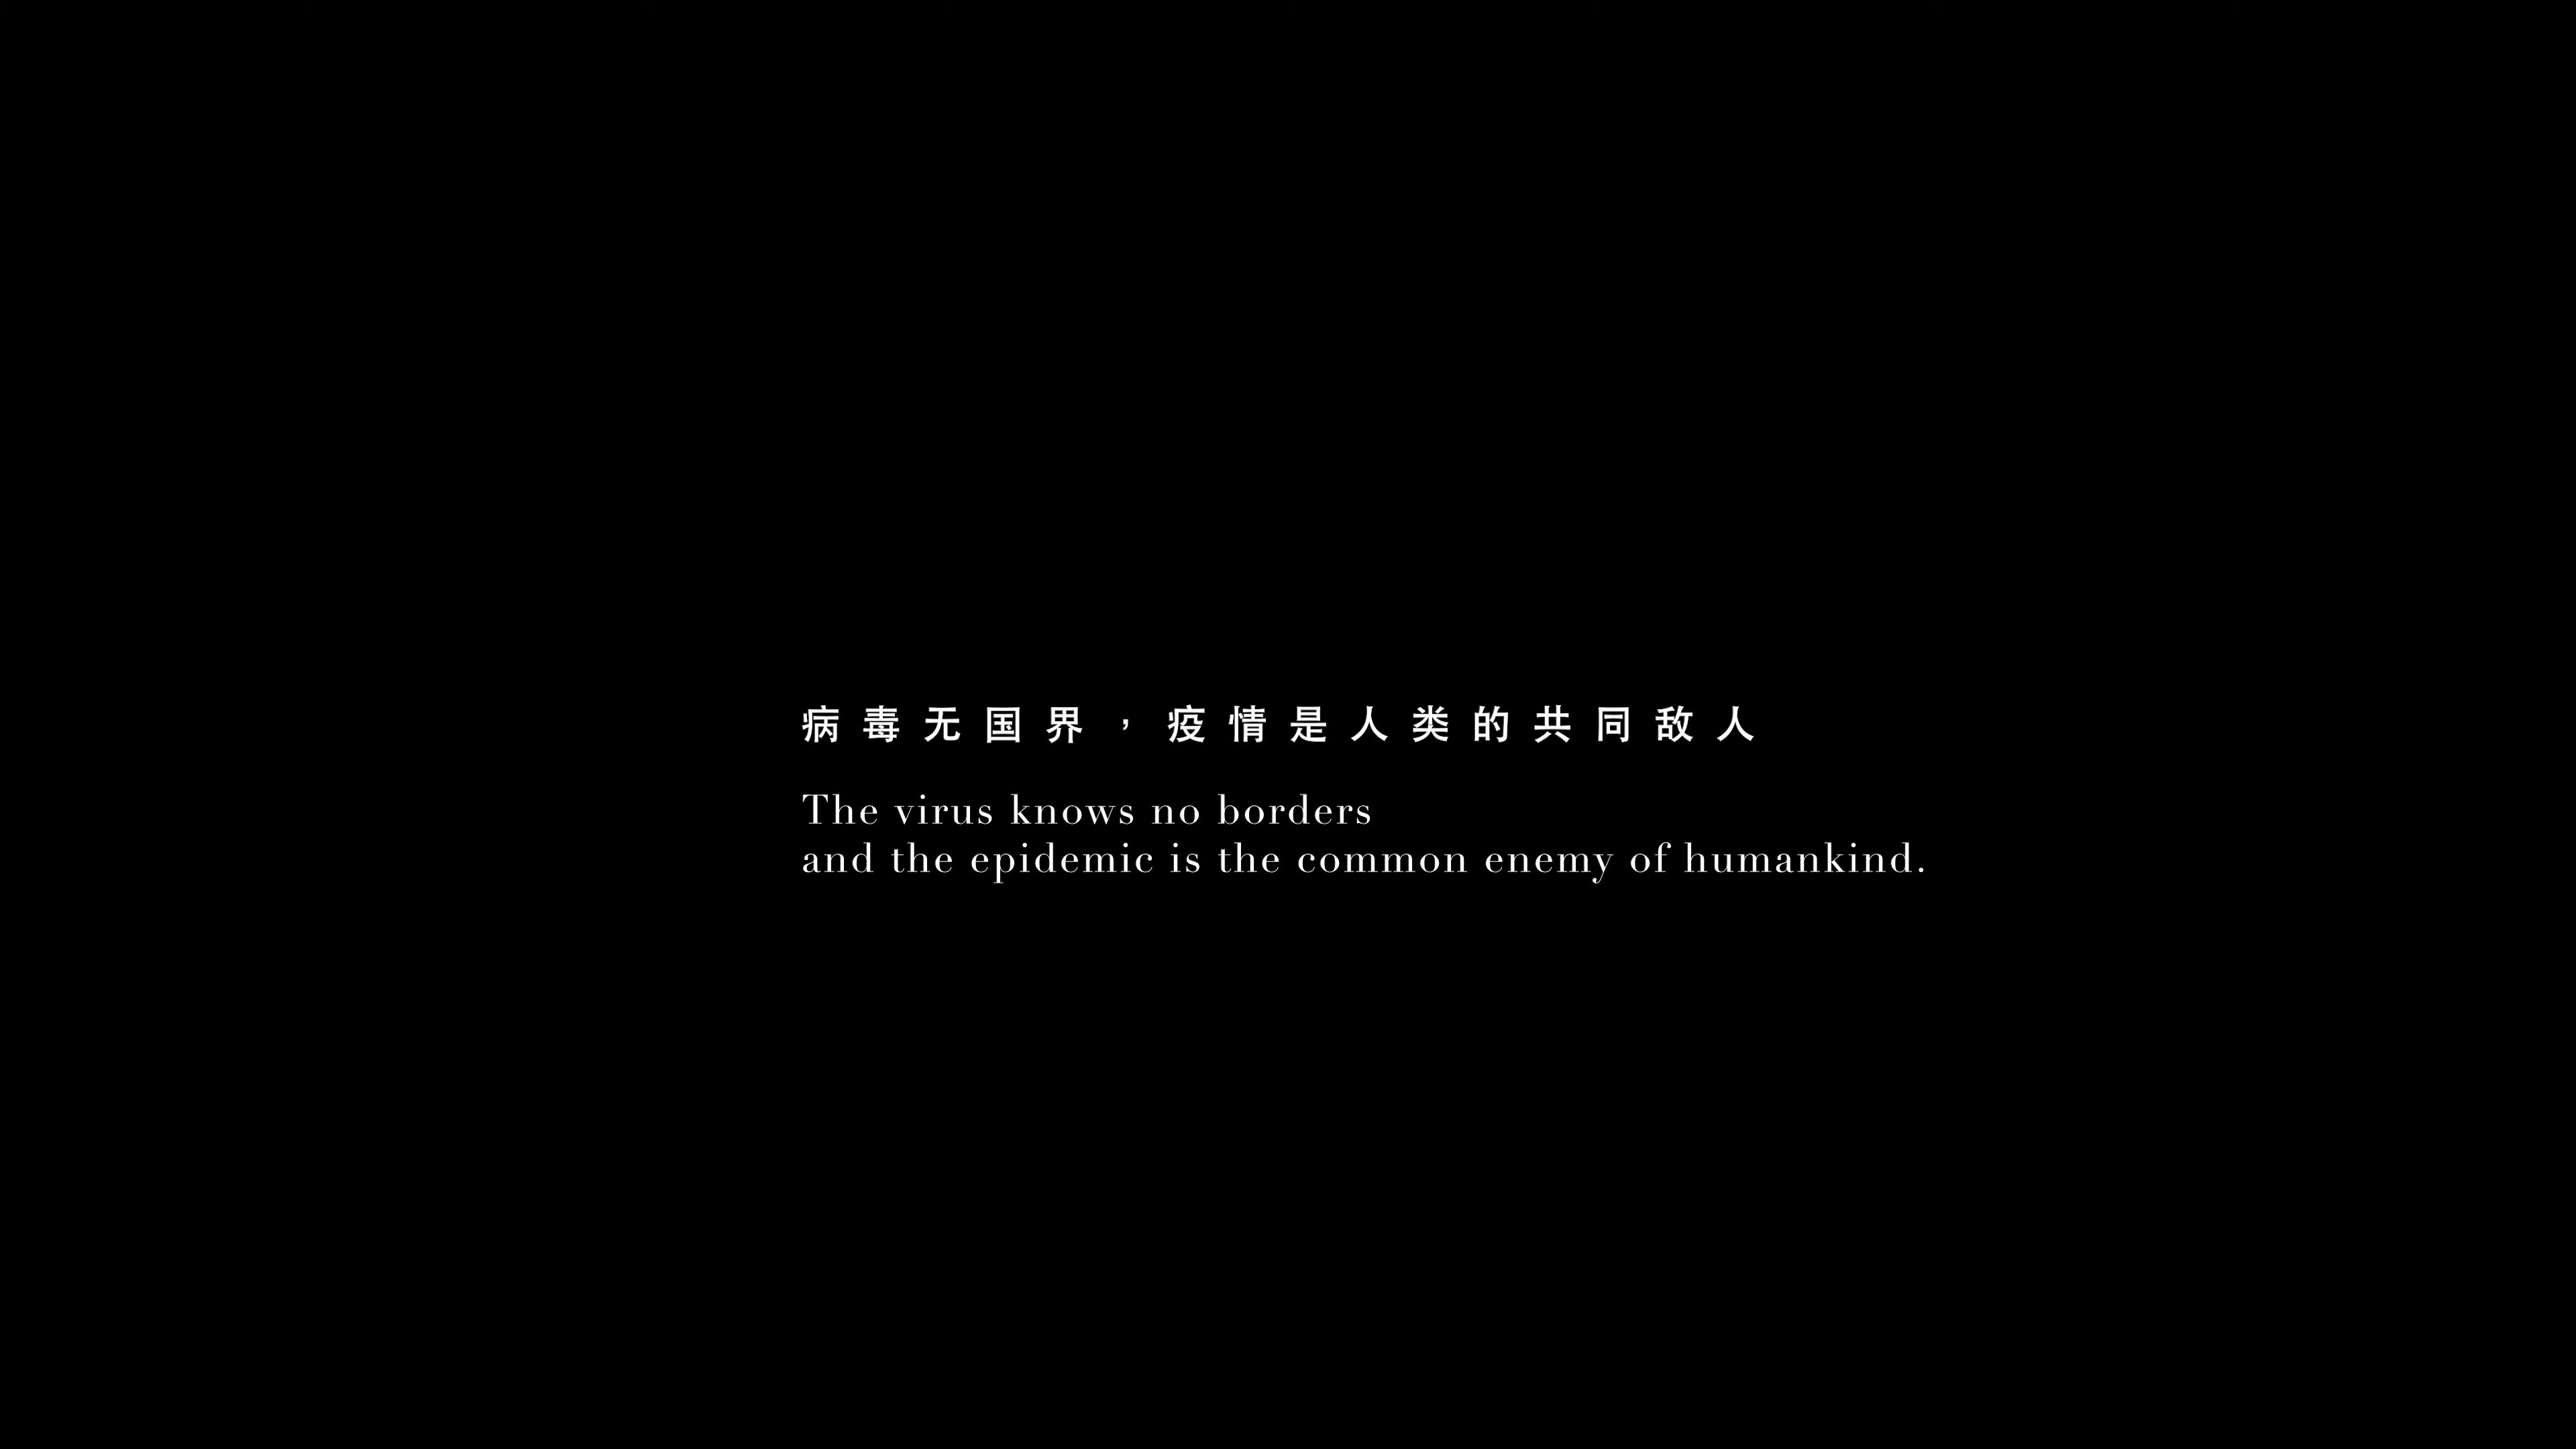 病毒无国界，疫情是人类的共同敌人
The virus knows no borders
and the epidemic is the common enemy of humankind.